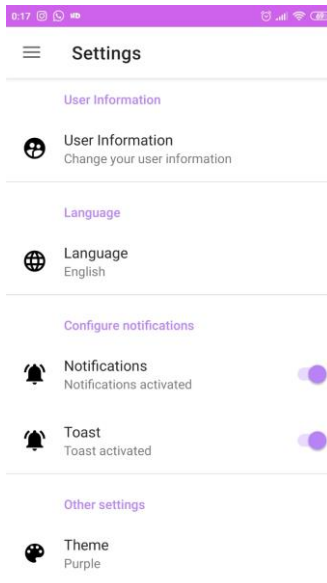 0:17
Settings
User Information
User Information
Change your user information
Language
Language
English
Configure notifications
Notifications
Notifications activated
Toast
Toast activated
Other settings
Theme
Purple